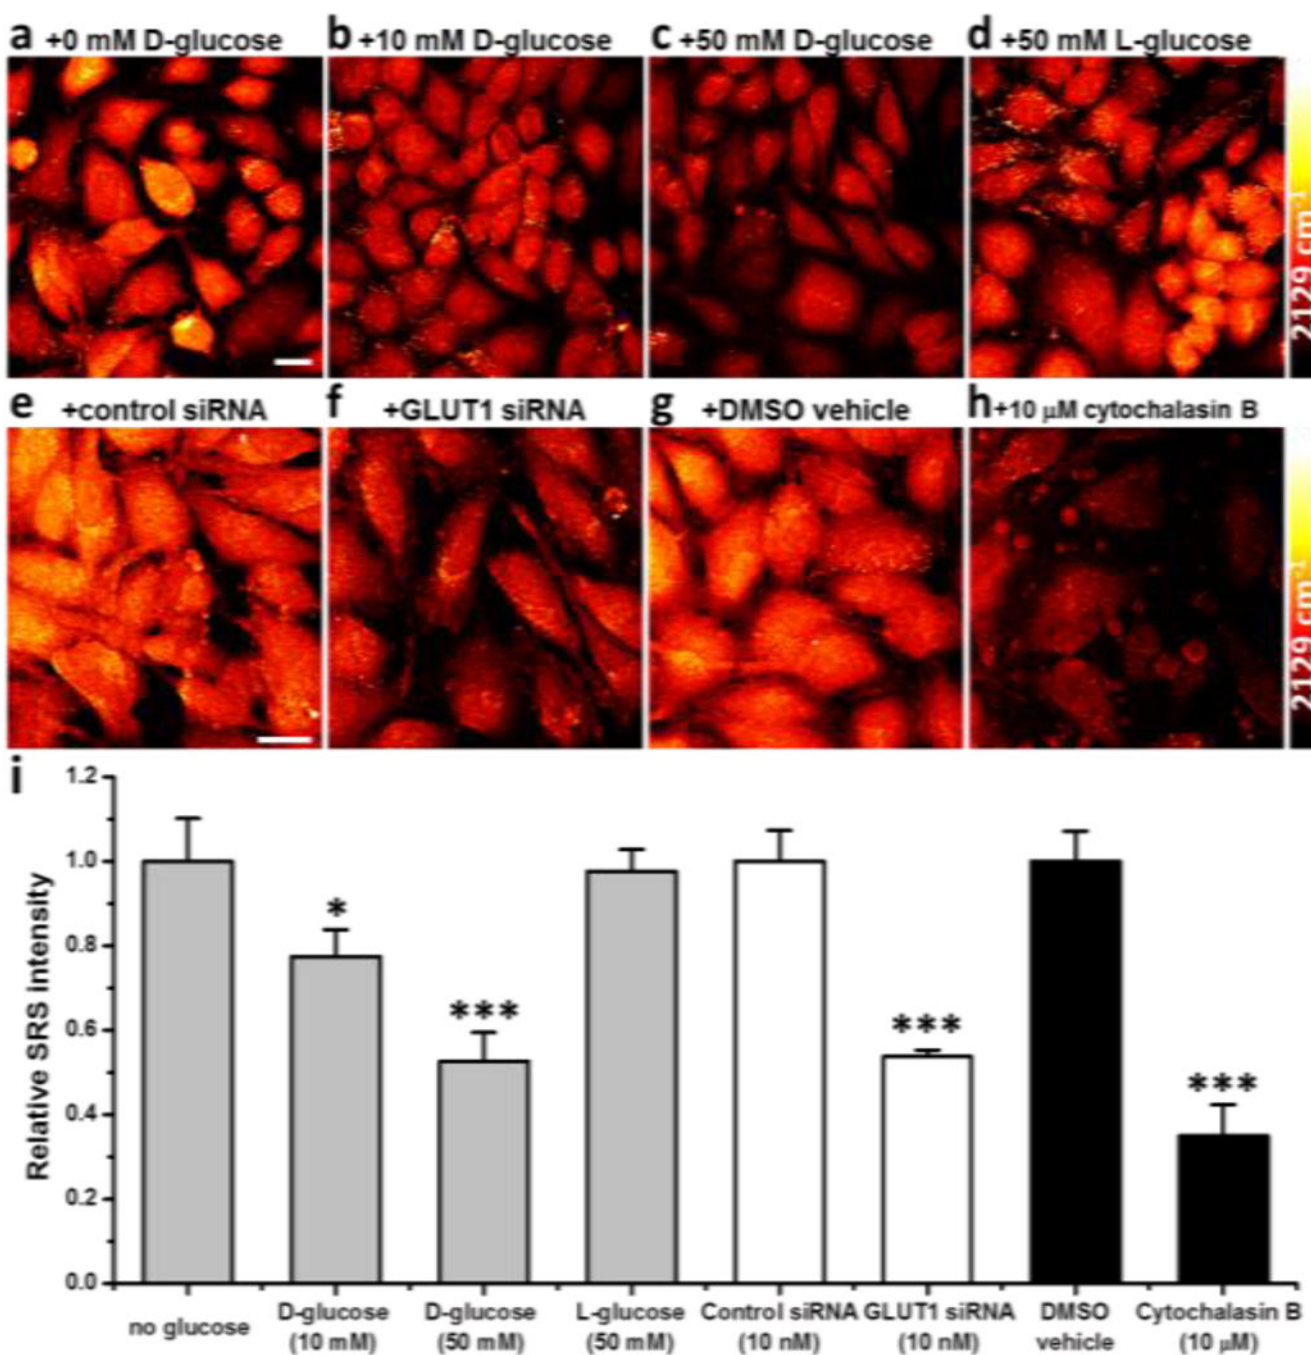 a +0 mM D-glucose
b +10 mM D-glucose
c +50 mM D-glucose
d +50 mM L-glucose
2129 cm⁻¹
e +control siRNA
f +GLUT1 siRNA
g +DMSO vehicle
h +10 μM cytochalasin B
2129 cm⁻¹
i
Relative SRS intensity
1.2
1.0
0.8
0.6
0.4
0.2
0.0
*
***
***
***
no glucose
D-glucose
(10 mM)
D-glucose
(50 mM)
L-glucose
(50 mM)
Control siRNA
(10 nM)
GLUT1 siRNA
(10 nM)
DMSO
vehicle
Cytochalasin B
(10 μM)